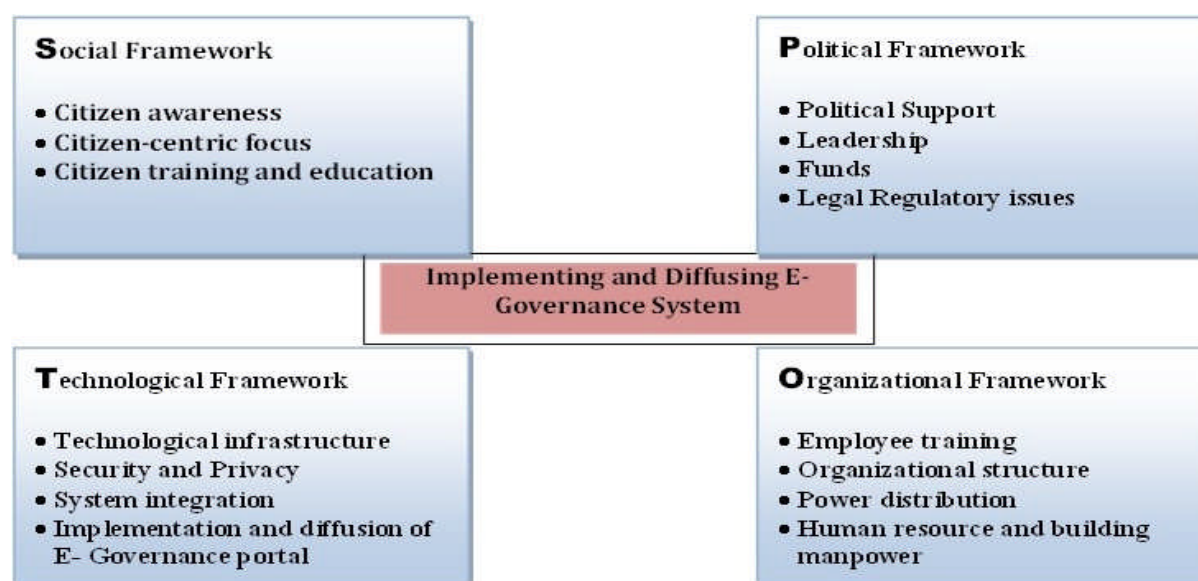 Social Framework
• Citizen awareness
• Citizen-centric focus
• Citizen training and education
Political Framework
• Political Support
• Leadership
• Funds
• Legal Regulatory issues
Implementing and Diffusing E-
Governance System
Technological Framework
• Technological infrastructure
• Security and Privacy
• System integration
• Implementation and diffusion of
E- Governance portal
Organizational Framework
• Employee training
• Organizational structure
• Power distribution
• Human resource and building
manpower